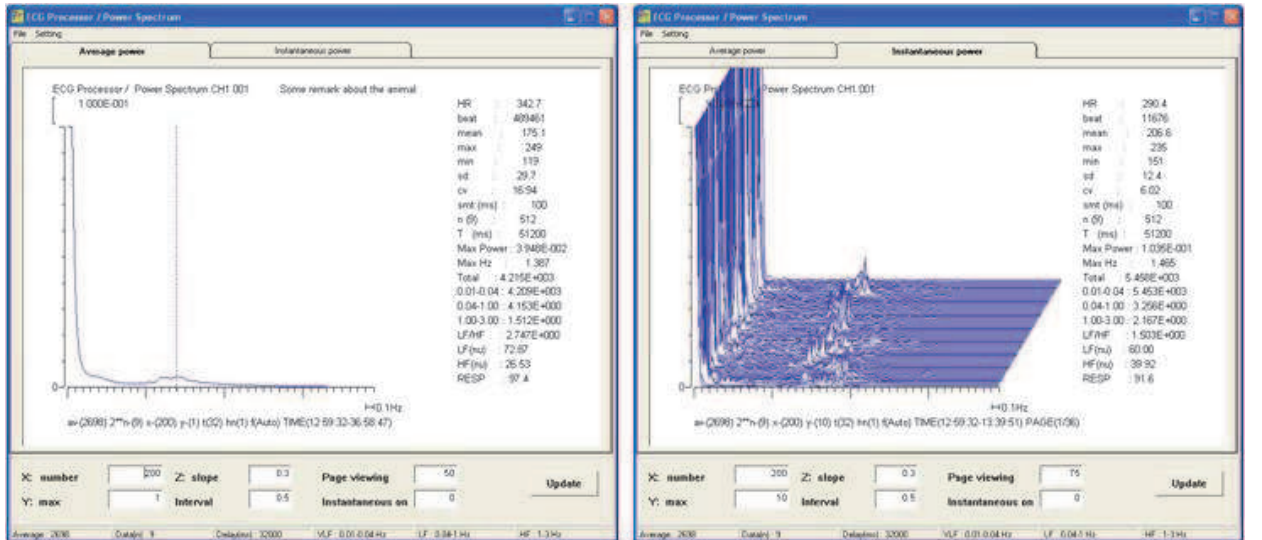 ECG Processor / Power Spectrum
File Setting
Average power Instantaneous power
ECG Processor / Power Spectrum CH1 001 Some remark about the animal
1.000E-001
HR : 342.7
beat : 489461
mean : 175.1
max : 249
min : 119
sd : 29.7
cv : 16.94
smt (ms) : 100
n (9) : 512
T (ms) : 51200
Max Power : 3.948E-002
Max Hz : 1.387
Total : 4.215E+003
0.01-0.04 : 4.209E+003
0.04-1.00 : 4.153E+000
1.00-3.00 : 1.512E+000
LF/HF : 2.747E+000
LF(nu) : 72.67
HF(nu) : 26.53
RESP : 97.4
0
0.1Hz
av-(2698) 2**n-(9) x-(200) y-(1) t(32) hn(1) f(Auto) TIME(12:59:32-36:58:47)
X: number 200 Z: slope 0.3 Page viewing 50
Update
Y: max 1 Interval 0.5 Instantaneous on 0
Average : 2698 Data(n) : 9 Delay(ms) : 32000 VLF : 0.01-0.04 Hz LF : 0.04-1 Hz HF : 1-3 Hz
ECG Processor / Power Spectrum
File Setting
Average power Instantaneous power
ECG Power Spectrum CH1 001
HR : 290.4
beat : 11676
mean : 206.6
max : 235
min : 151
sd : 12.4
cv : 6.02
smt (ms) : 100
n (9) : 512
T (ms) : 51200
Max Power : 1.035E-001
Max Hz : 1.465
Total : 5.458E+003
0.01-0.04 : 5.453E+003
0.04-1.00 : 3.256E+000
1.00-3.00 : 2.167E+000
LF/HF : 1.503E+000
LF(nu) : 60.00
HF(nu) : 39.92
RESP : 91.6
0
0.1Hz
av-(2698) 2**n-(9) x-(200) y-(10) t(32) hn(1) f(Auto) TIME(12:59:32-13:39:51) PAGE(1/36)
X: number 200 Z: slope 0.3 Page viewing 75
Update
Y: max 10 Interval 0.5 Instantaneous on 0
Average : 2698 Data(n) : 9 Delay(ms) : 32000 VLF : 0.01-0.04 Hz LF : 0.04-1 Hz HF : 1-3 Hz